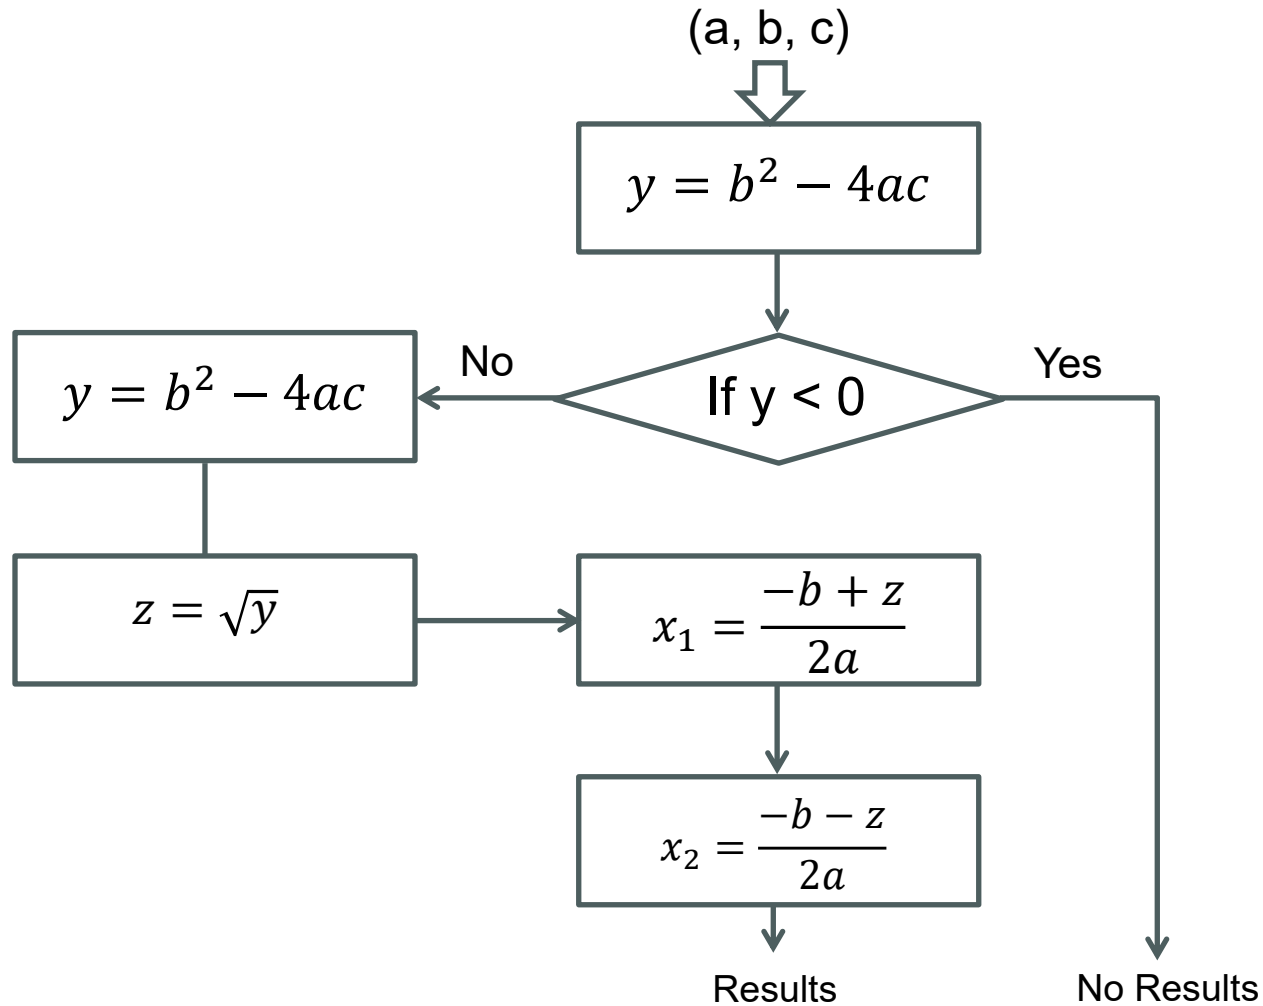 (a, b, c)
y = b² − 4ac
No
If y < 0
Yes
y = b² − 4ac
z = √y
x₁ = (−b + z)/2a
x₂ = (−b − z)/2a
Results
No Results